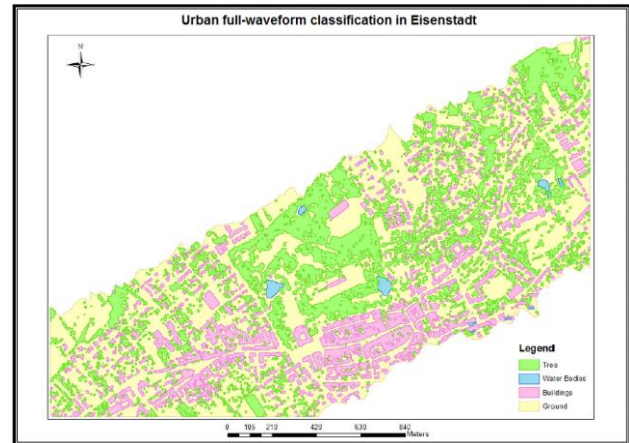 Urban full-waveform classification in Eisenstadt
N
Legend
Tree
Water Bodies
Buildings
Ground
0 105 210 420 630 840
Meters